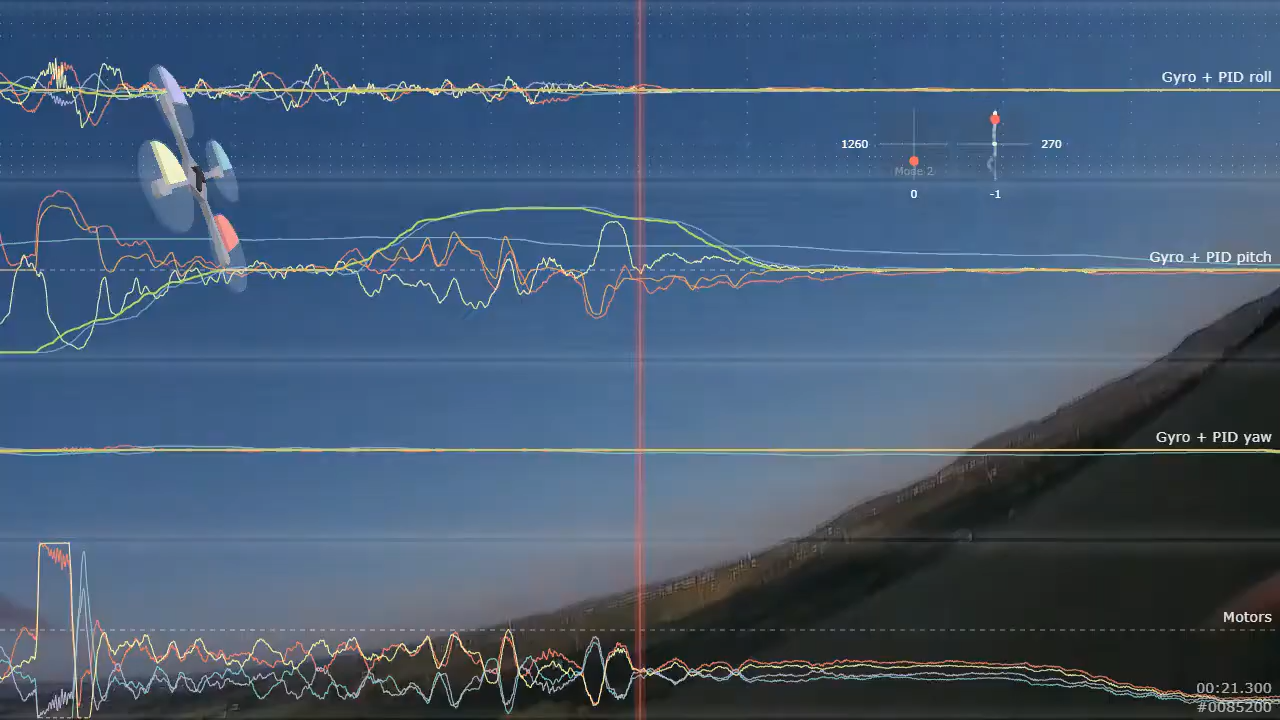 Gyro + PID roll
1260
270
Mode 2
0
-1
Gyro + PID pitch
Gyro + PID yaw
Motors
00:21.300
#0085200